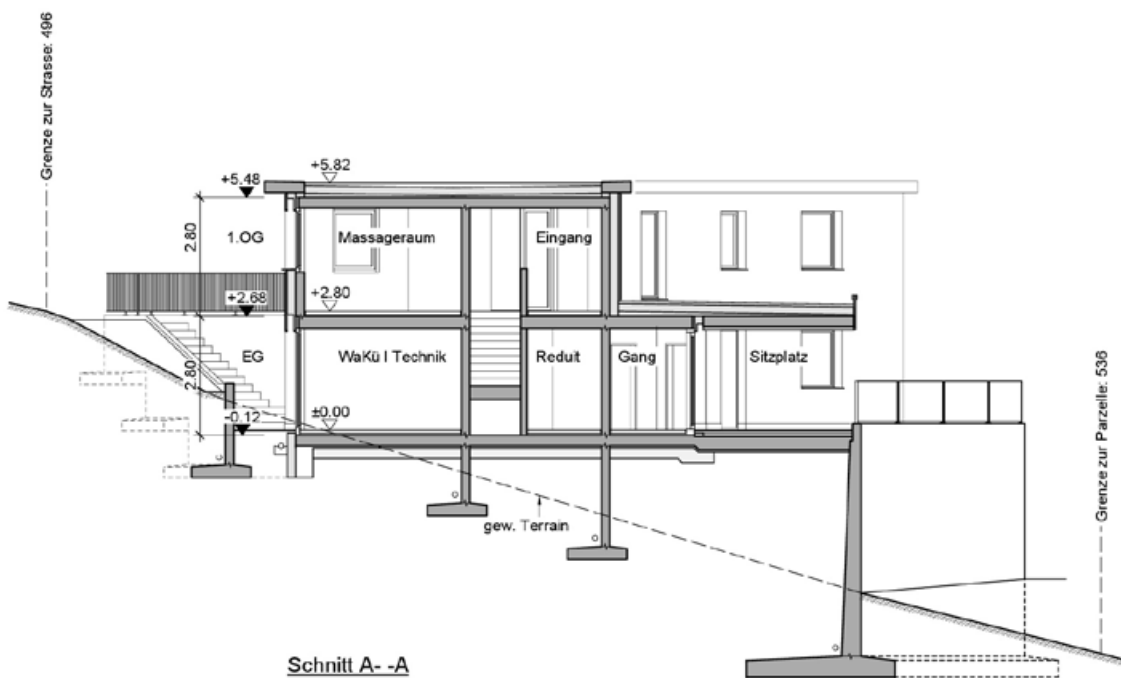 Grenze zur Strasse: 496
+5.82
+5.48
2.80
1.OG
Massageraum
Eingang
+2.68
+2.80
EG
WaKü I Technik
Reduit
Gang
Sitzplatz
2.80
-0.12
±0.00
gew. Terrain
Grenze zur Parzelle: 536
Schnitt A- -A